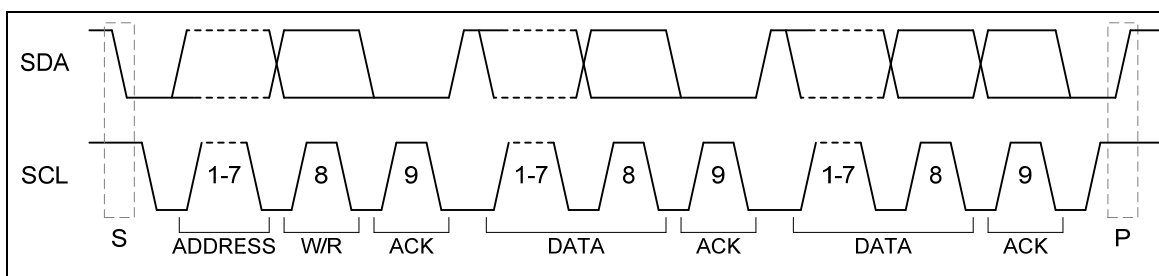 SDA
SCL
1-7 8 9 1-7 8 9 1-7 8 9
S ADDRESS W/R ACK DATA ACK DATA ACK P